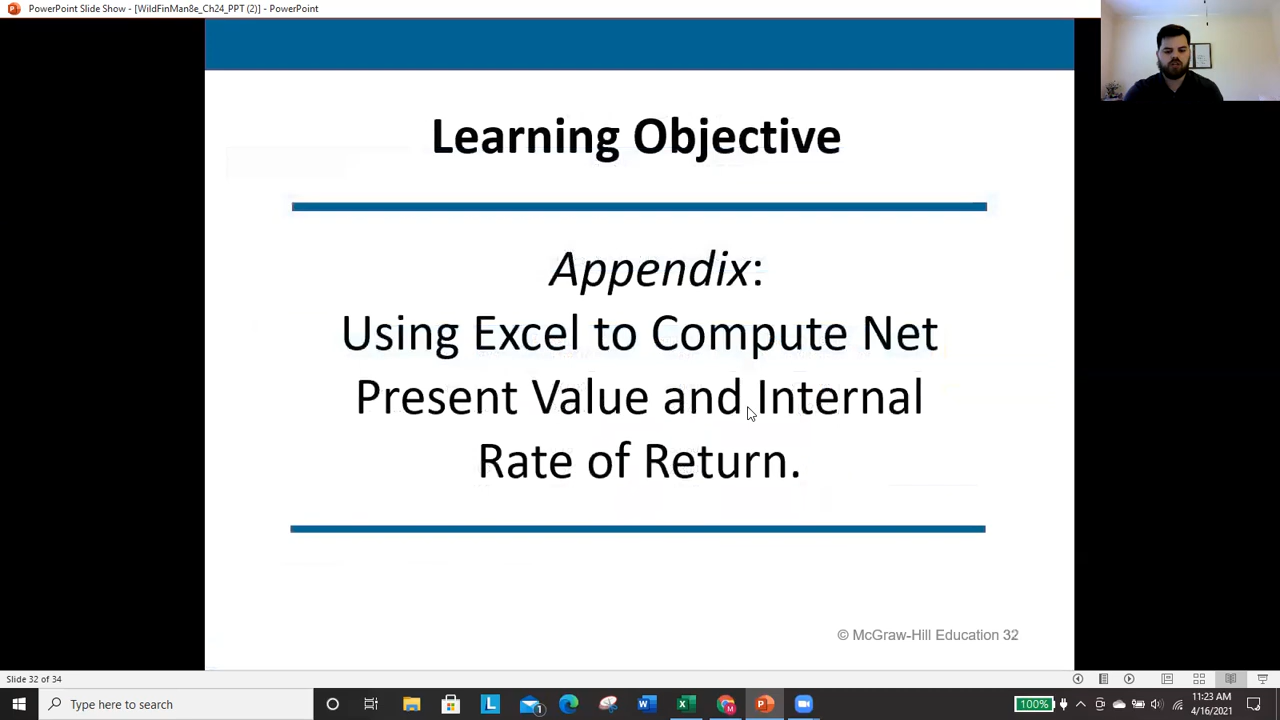 PowerPoint Slide Show - [WildFinMan8e_Ch24_PPT (2)] - PowerPoint
Learning Objective
Appendix:
Using Excel to Compute Net
Present Value and Internal
Rate of Return.
© McGraw-Hill Education 32
Slide 32 of 34
Type here to search
100%
11:23 AM
4/16/2021